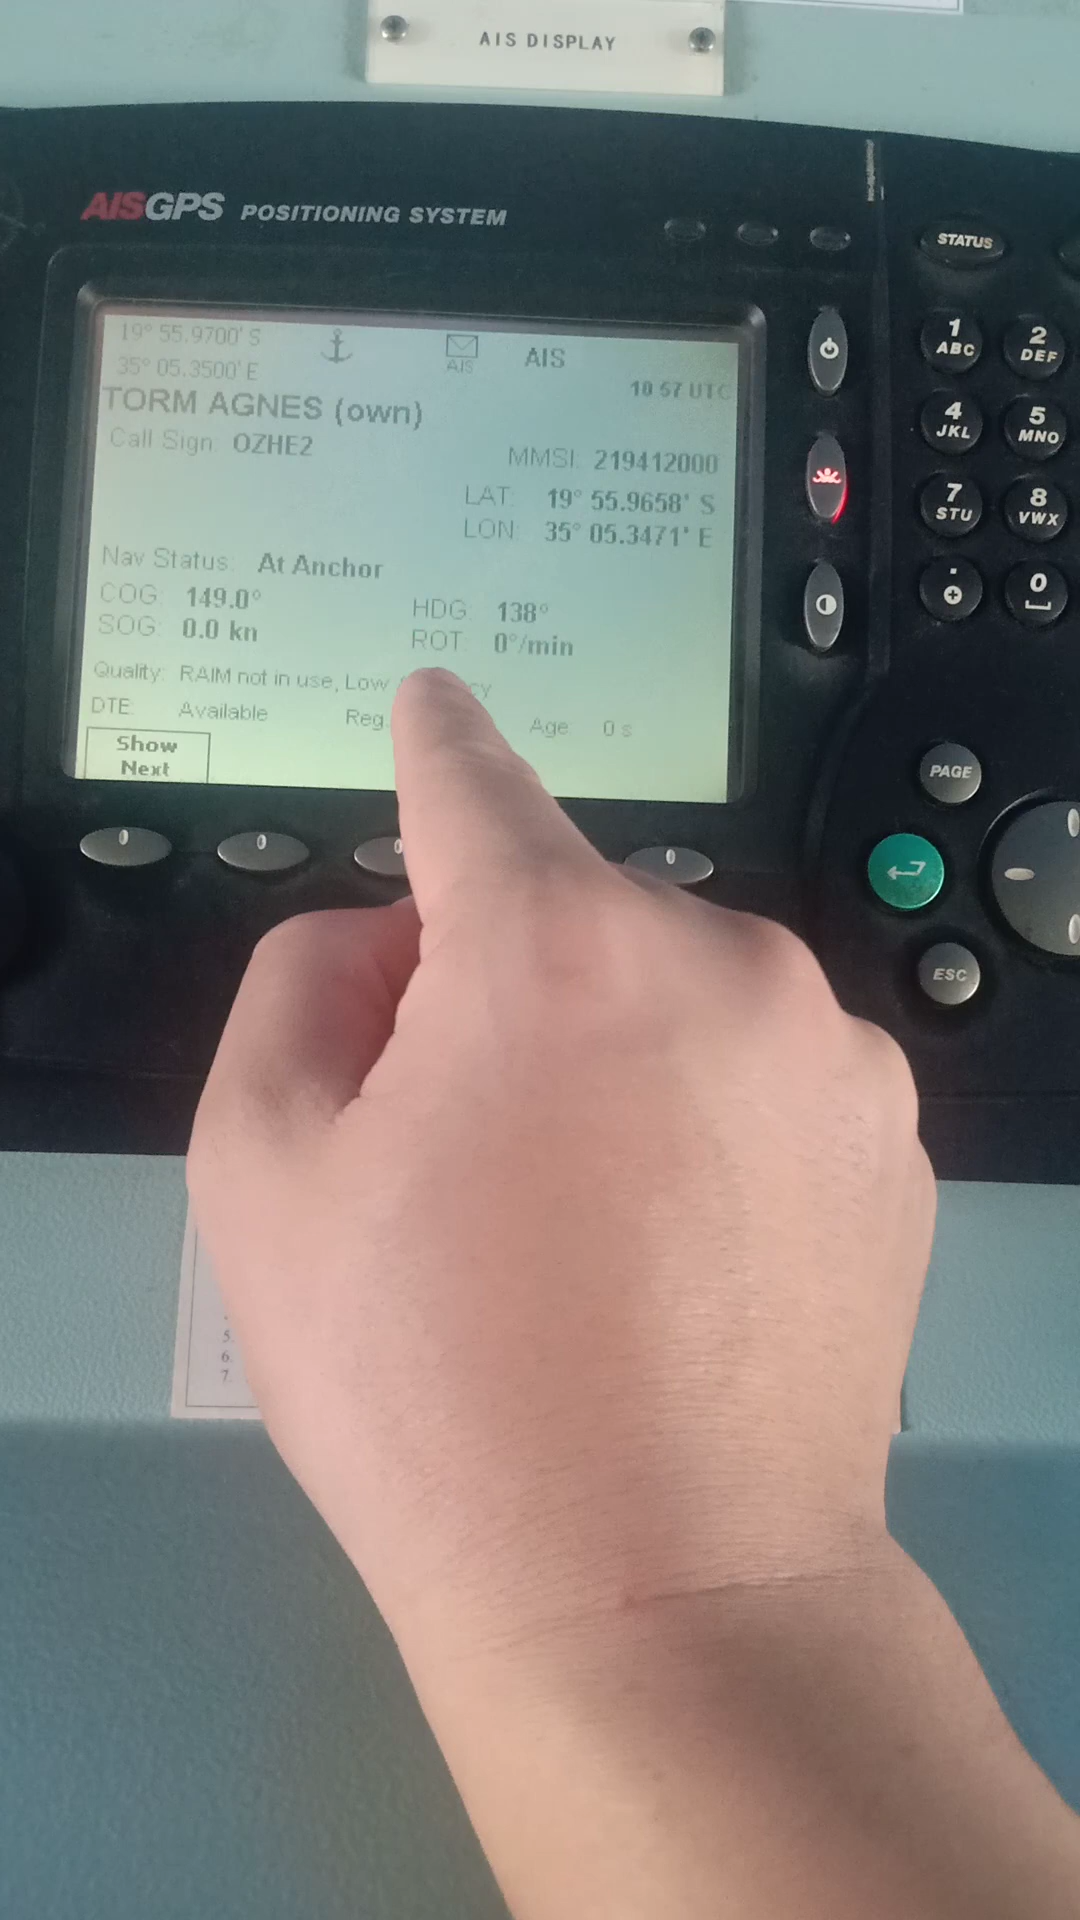 AIS DISPLAY
AISGPS POSITIONING SYSTEM
STATUS
19° 55.9700' S
35° 05.3500' E
AIS
AIS
10 57 UTC
TORM AGNES (own)
Call Sign: OZHE2
MMSI: 219412000
LAT: 19° 55.9658' S
LON: 35° 05.3471' E
Nav Status: At Anchor
COG: 149.0°
HDG: 138°
SOG: 0.0 kn
ROT: 0°/min
Quality: RAIM not in use, Low
DTE: Available
Reg.
Age: 0 s
Show
Next
1
ABC
2
DEF
4
JKL
5
MNO
7
STU
8
VWX
0
PAGE
ESC
5.
6.
7.